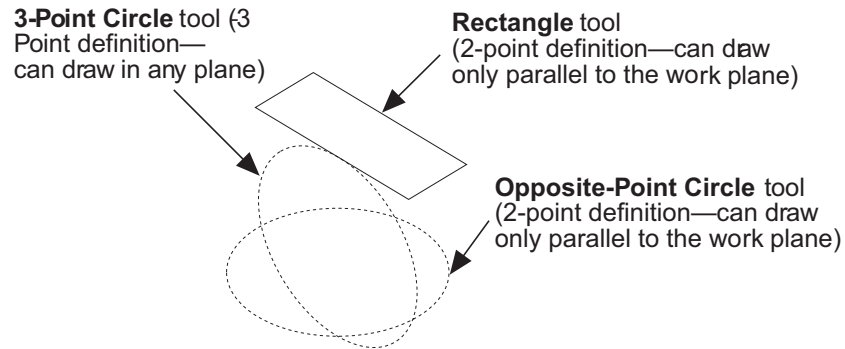 3-Point Circle tool (-3
Point definition—
can draw in any plane)
Rectangle tool
(2-point definition—can draw
only parallel to the work plane)
Opposite-Point Circle tool
(2-point definition—can draw
only parallel to the work plane)